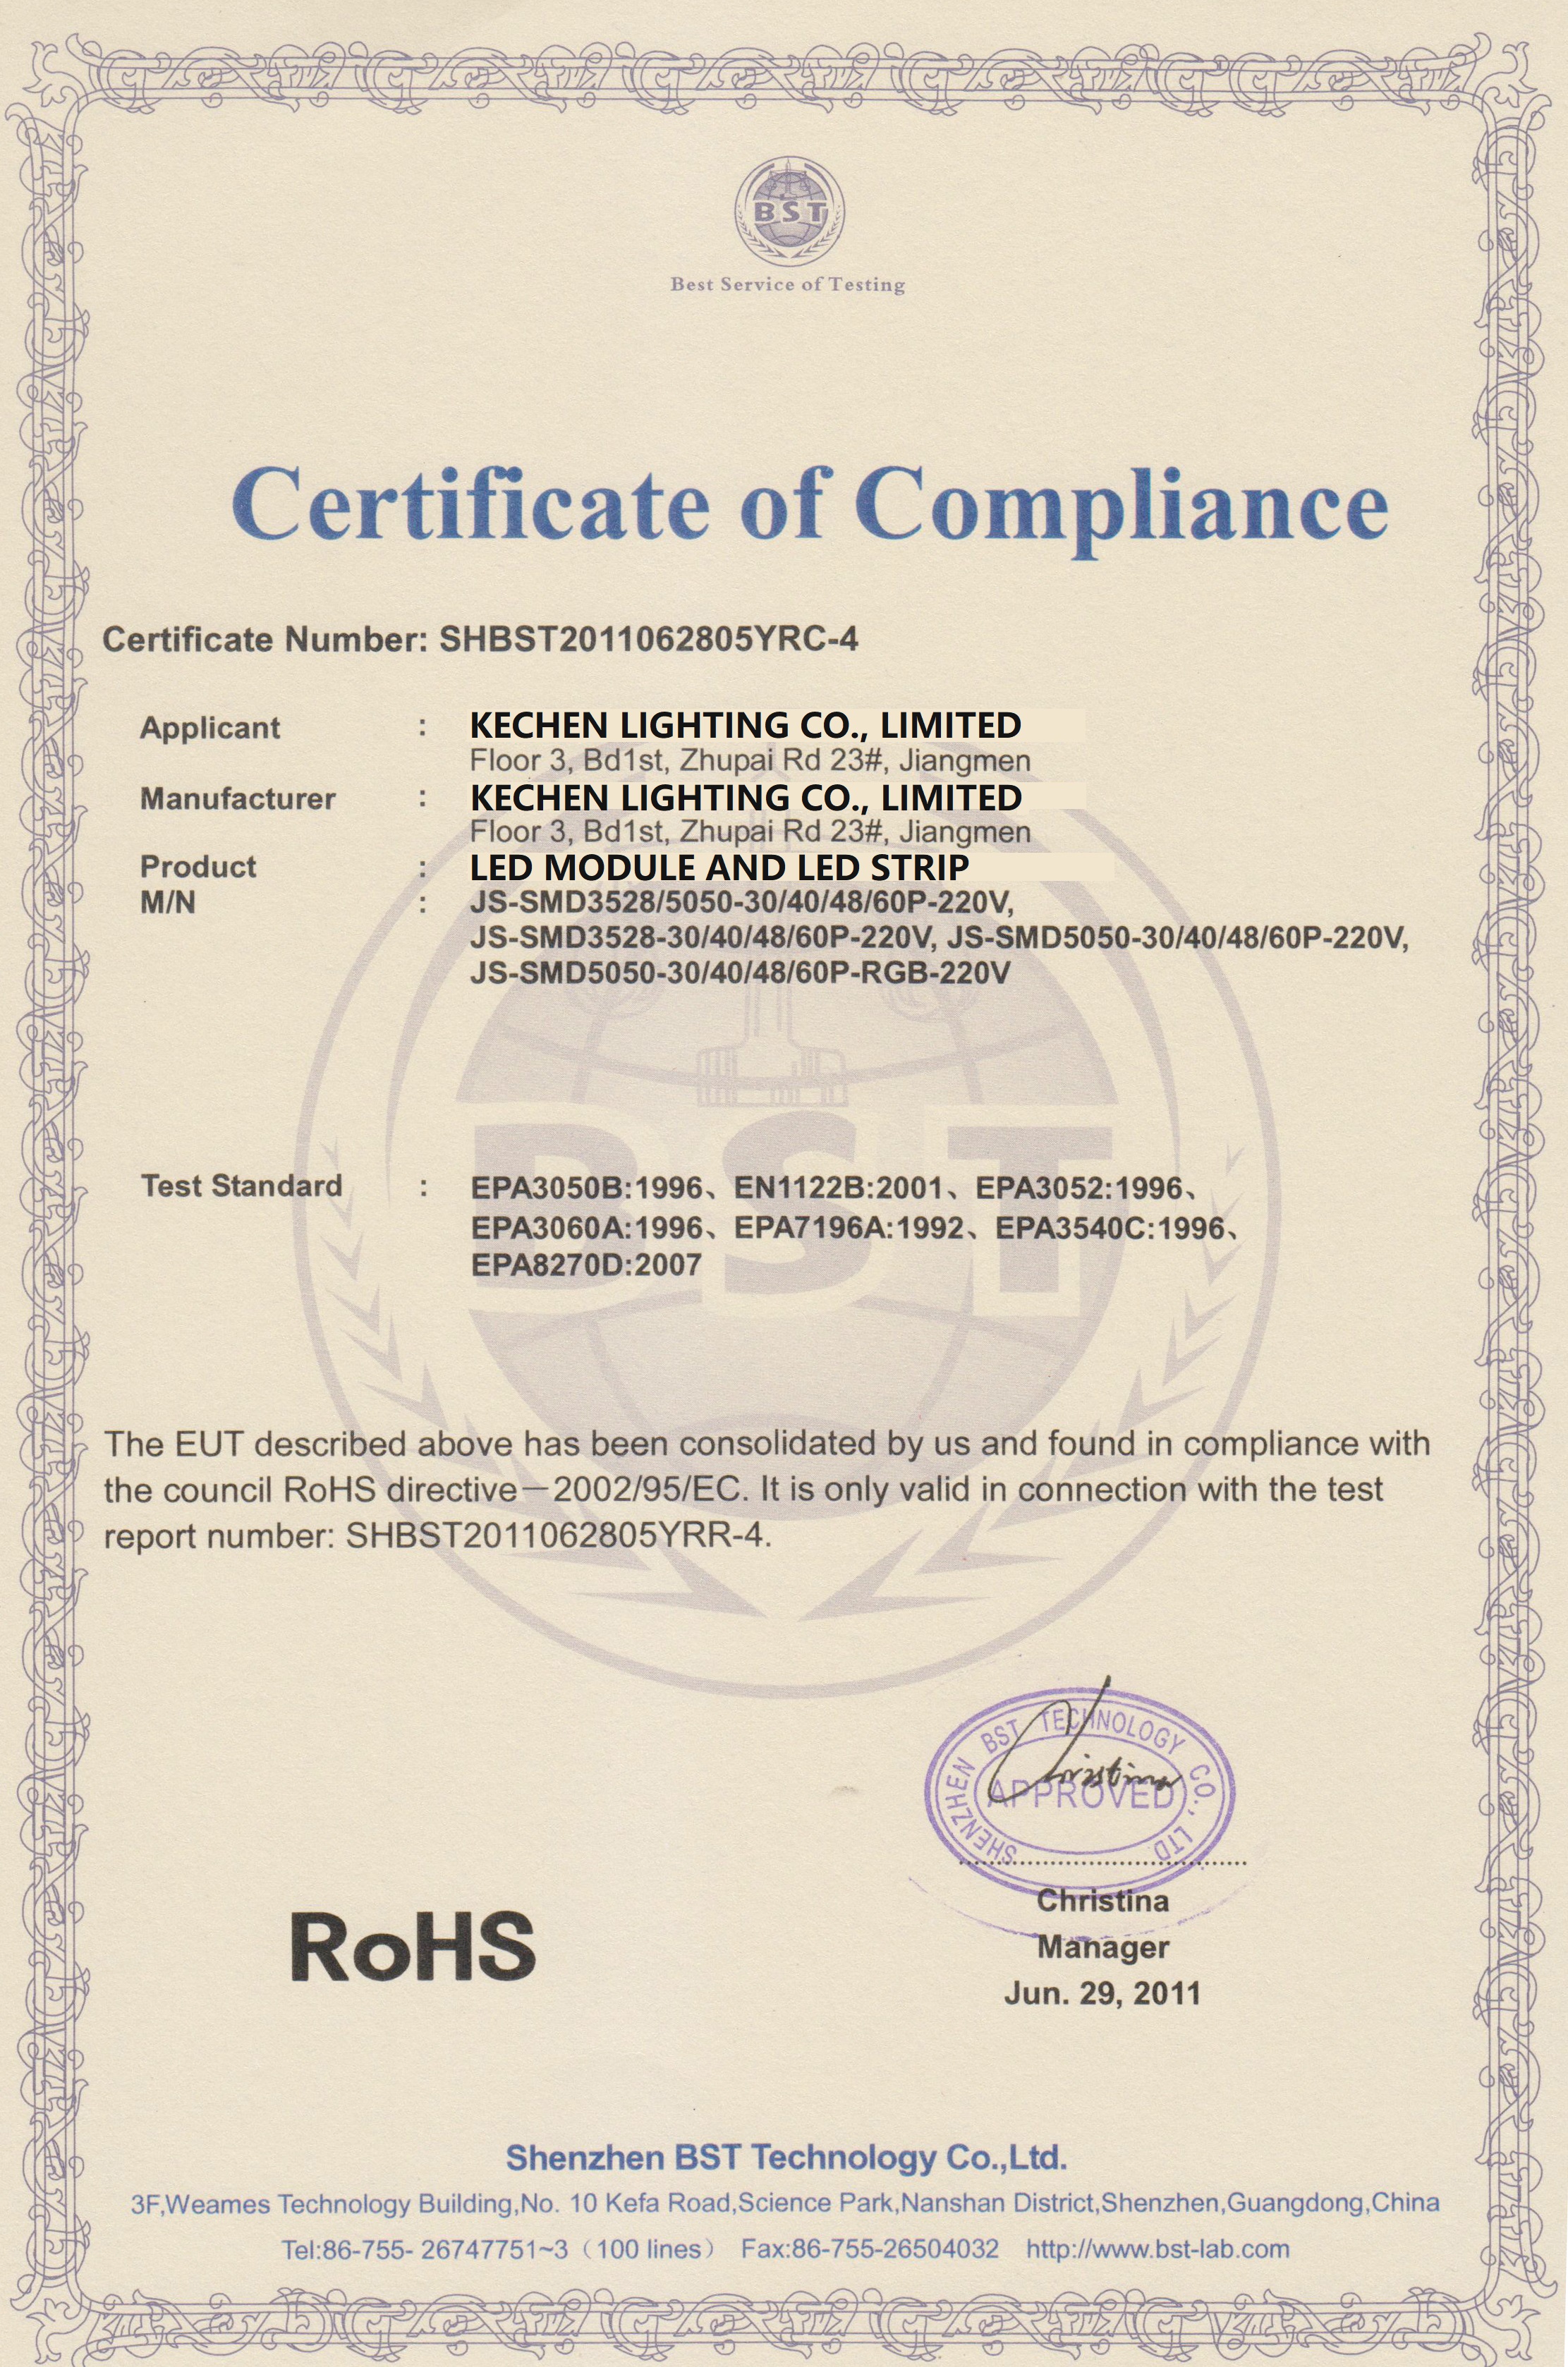 BST
Best Service of Testing
Certificate of Compliance
Certificate Number: SHBST2011062805YRC-4
Applicant : KECHEN LIGHTING CO., LIMITED
Floor 3, Bd1st, Zhupai Rd 23#, Jiangmen
Manufacturer : KECHEN LIGHTING CO., LIMITED
Floor 3, Bd1st, Zhupai Rd 23#, Jiangmen
Product : LED MODULE AND LED STRIP
M/N : JS-SMD3528/5050-30/40/48/60P-220V,
JS-SMD3528-30/40/48/60P-220V, JS-SMD5050-30/40/48/60P-220V,
JS-SMD5050-30/40/48/60P-RGB-220V
BST
Test Standard : EPA3050B:1996、EN1122B:2001、EPA3052:1996、
EPA3060A:1996、EPA7196A:1992、EPA3540C:1996、
EPA8270D:2007
The EUT described above has been consolidated by us and found in compliance with
the council RoHS directive—2002/95/EC. It is only valid in connection with the test
report number: SHBST2011062805YRR-4.
SHENZHEN BST TECHNOLOGY CO., LTD
Christina
APPROVED
Christina
Manager
Jun. 29, 2011
RoHS
Shenzhen BST Technology Co.,Ltd.
3F,Weames Technology Building,No. 10 Kefa Road,Science Park,Nanshan District,Shenzhen,Guangdong,China
Tel:86-755- 26747751~3（100 lines） Fax:86-755-26504032 http://www.bst-lab.com